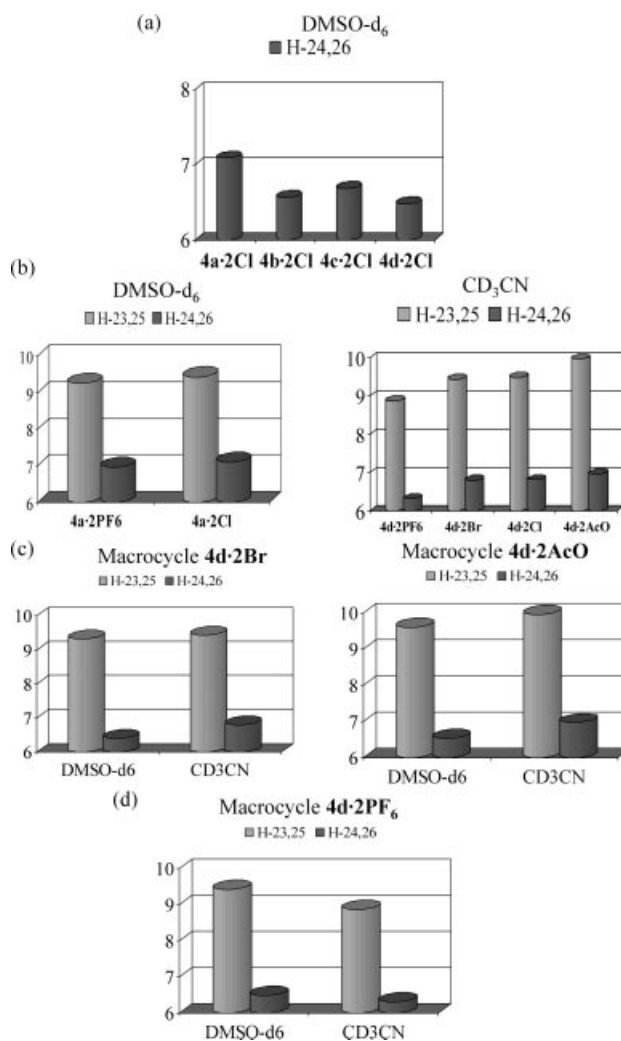 (a)
DMSO-d6
H-24,26
8
7
6
4a·2Cl 4b·2Cl 4c·2Cl 4d·2Cl
(b)
DMSO-d6
H-23,25 H-24,26
10
9
8
7
6
4a·2PF6 4a·2Cl
CD3CN
H-23,25 H-24,26
10
9
8
7
6
4d·2PF6 4d·2Br 4d·2Cl 4d·2AcO
(c)
Macrocycle 4d·2Br
H-23,25 H-24,26
10
9
8
7
6
DMSO-d6 CD3CN
Macrocycle 4d·2AcO
H-23,25 H-24,26
10
9
8
7
6
DMSO-d6 CD3CN
(d)
Macrocycle 4d·2PF6
H-23,25 H-24,26
10
9
8
7
6
DMSO-d6 CD3CN